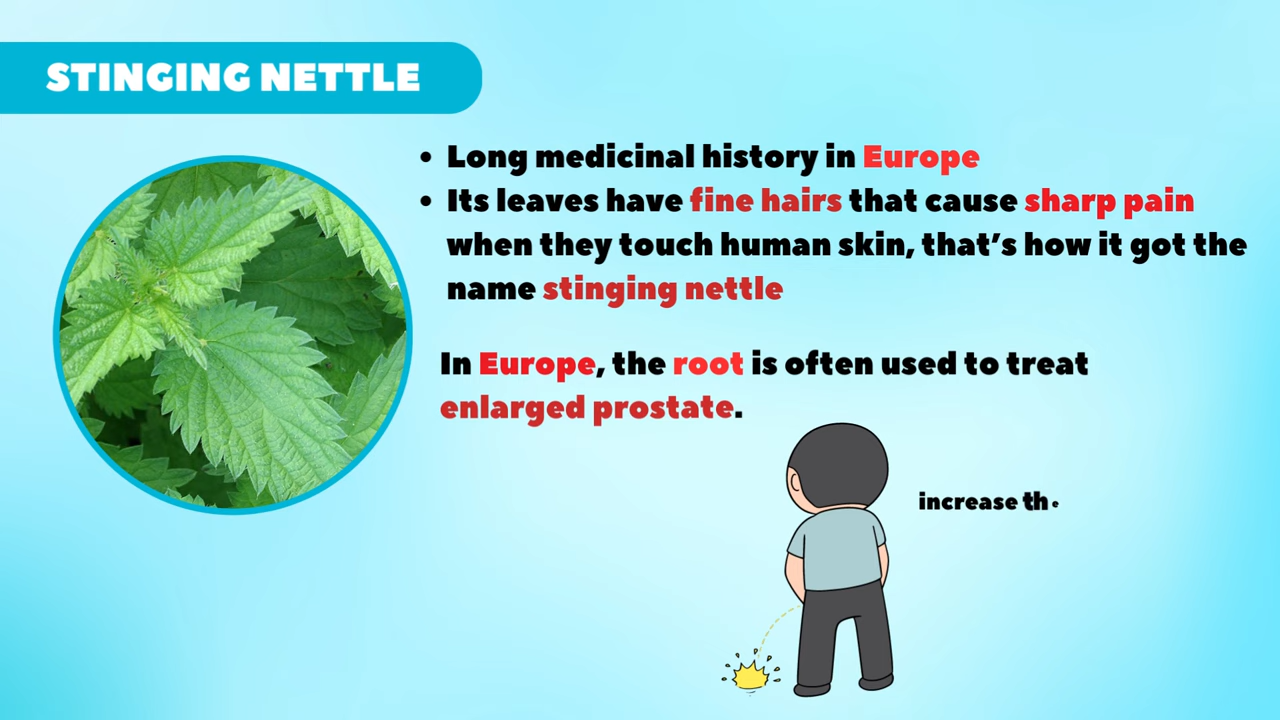 STINGING NETTLE
• Long medicinal history in Europe
• Its leaves have fine hairs that cause sharp pain
when they touch human skin, that's how it got the
name stinging nettle
In Europe, the root is often used to treat
enlarged prostate.
increase the